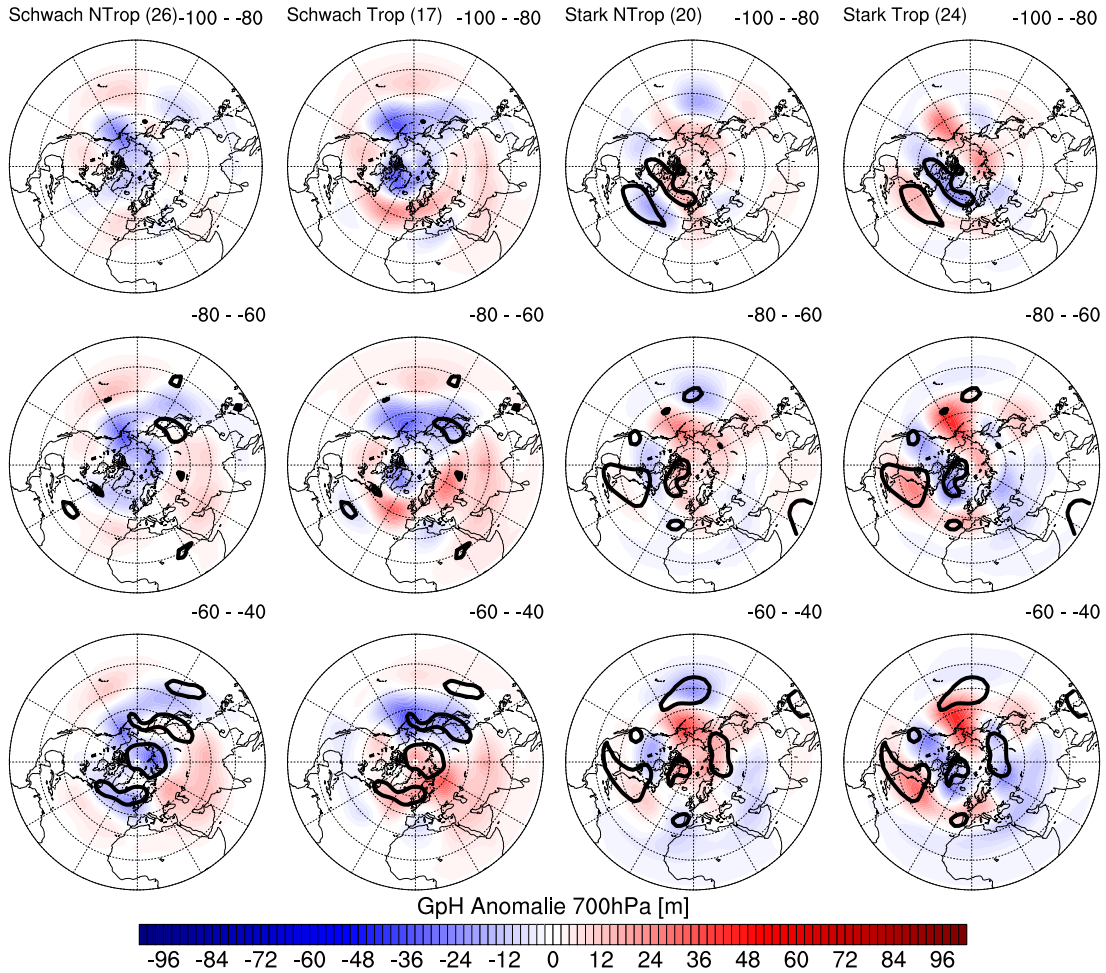 Schwach NTrop (26) -100 - -80 Schwach Trop (17) -100 - -80 Stark NTrop (20) -100 - -80 Stark Trop (24) -100 - -80
-80 - -60 -80 - -60 -80 - -60 -80 - -60
-60 - -40 -60 - -40 -60 - -40 -60 - -40
GpH Anomalie 700hPa [m]
-96 -84 -72 -60 -48 -36 -24 -12 0 12 24 36 48 60 72 84 96